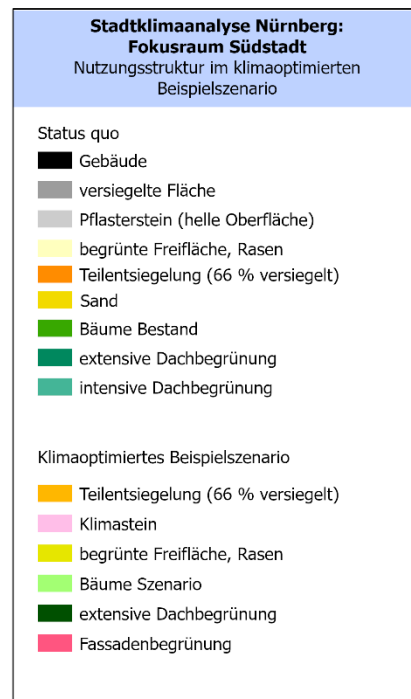 Stadtklimaanalyse Nürnberg:
Fokusraum Südstadt
Nutzungsstruktur im klimaoptimierten
Beispielszenario
Status quo
Gebäude
versiegelte Fläche
Pflasterstein (helle Oberfläche)
begrünte Freifläche, Rasen
Teilentsiegelung (66 % versiegelt)
Sand
Bäume Bestand
extensive Dachbegrünung
intensive Dachbegrünung
Klimaoptimiertes Beispielszenario
Teilentsiegelung (66 % versiegelt)
Klimastein
begrünte Freifläche, Rasen
Bäume Szenario
extensive Dachbegrünung
Fassadenbegrünung